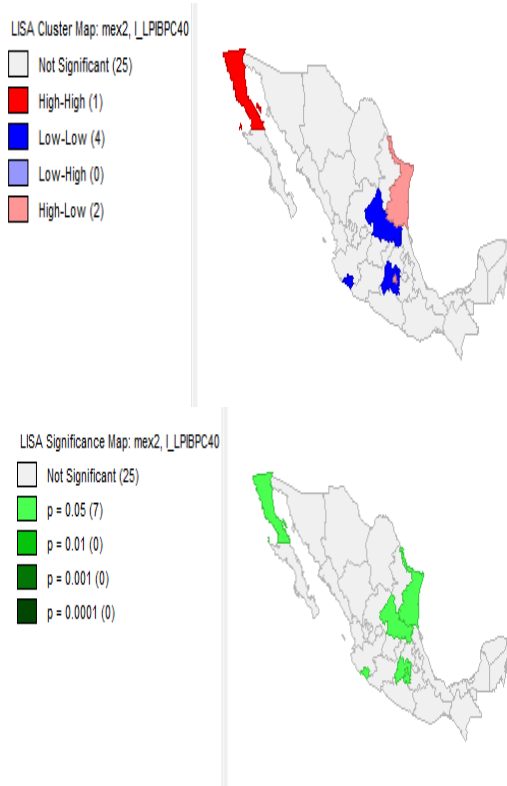 LISA Cluster Map: mex2, I_LPIBPC40
Not Significant (25)
High-High (1)
Low-Low (4)
Low-High (0)
High-Low (2)
LISA Significance Map: mex2, I_LPIBPC40
Not Significant (25)
p = 0.05 (7)
p = 0.01 (0)
p = 0.001 (0)
p = 0.0001 (0)